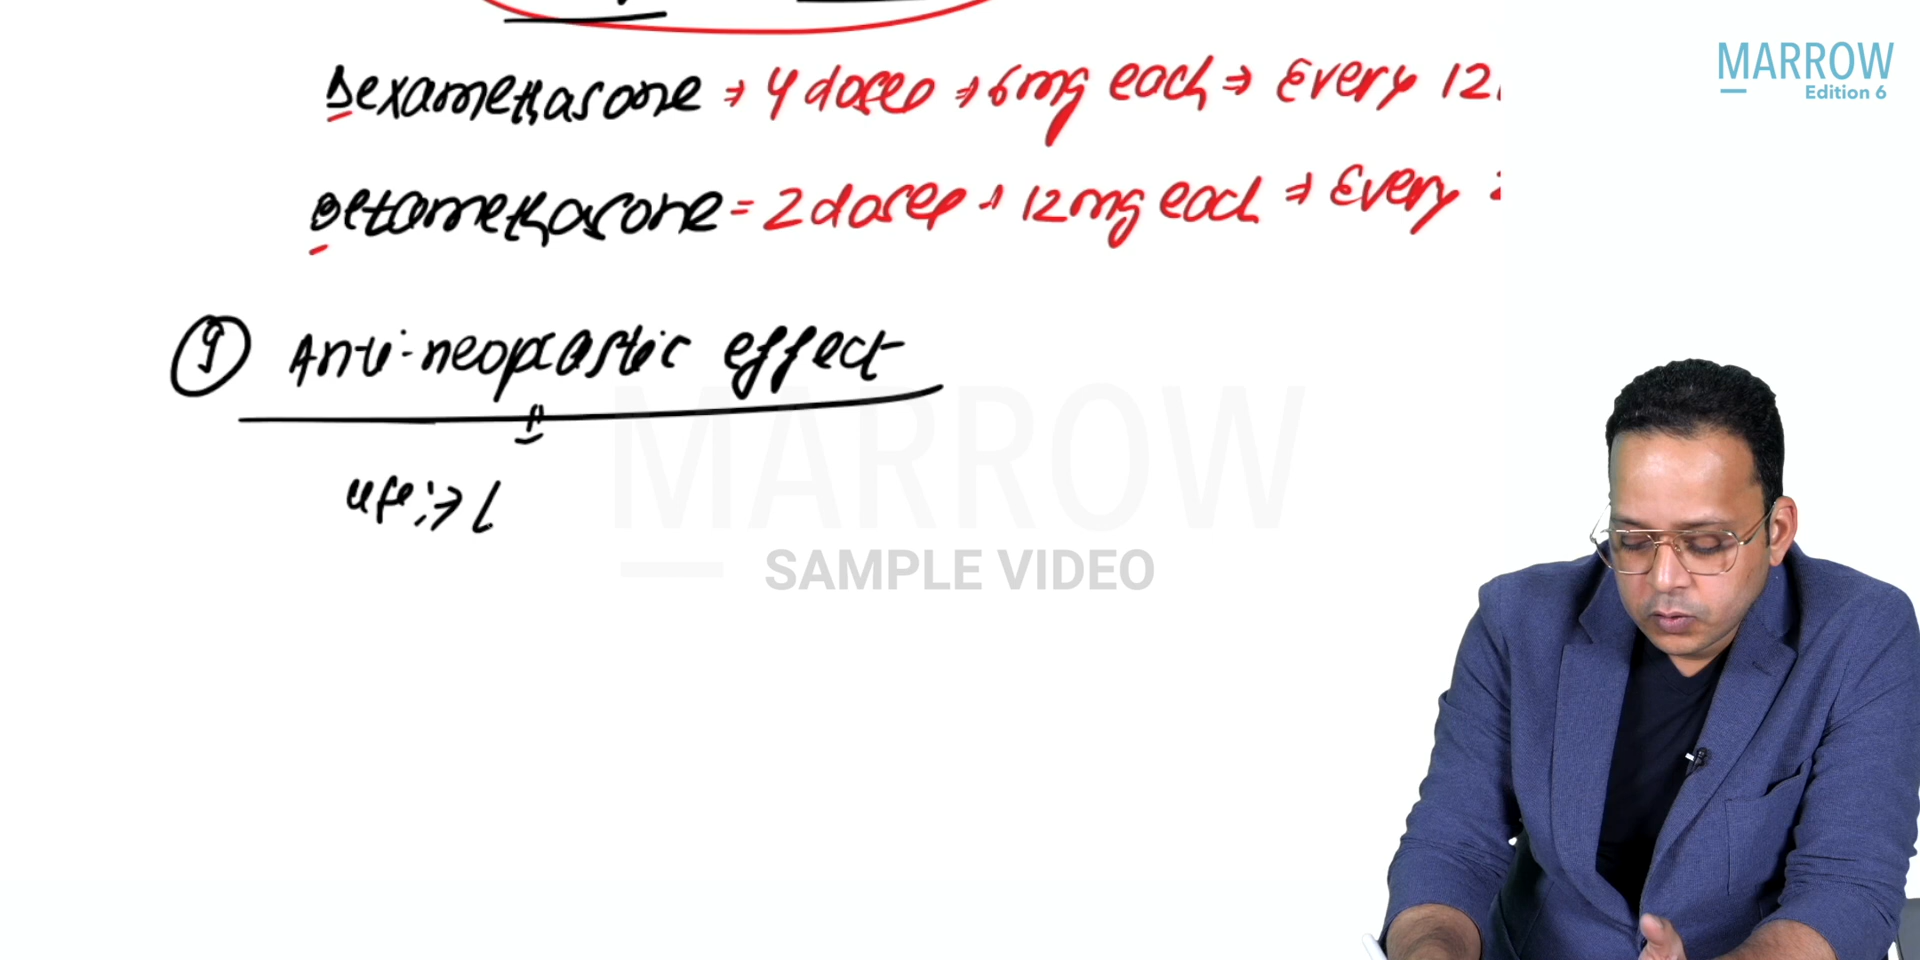 MARROW
Edition 6
Dexamethasone → 4 doses → 6mg each ⇒ Every 12
Betamethasone = 2 doses → 12mg each ⇒ Every
9 Anti-neoplastic effect
use :→ L
MARROW
SAMPLE VIDEO